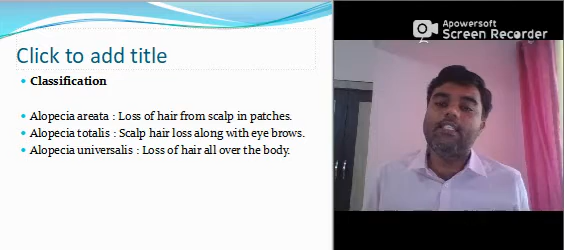 Click to add title
Classification
Alopecia areata : Loss of hair from scalp in patches.
Alopecia totalis : Scalp hair loss along with eye brows.
Alopecia universalis : Loss of hair all over the body.
Apowersoft
Screen Recorder